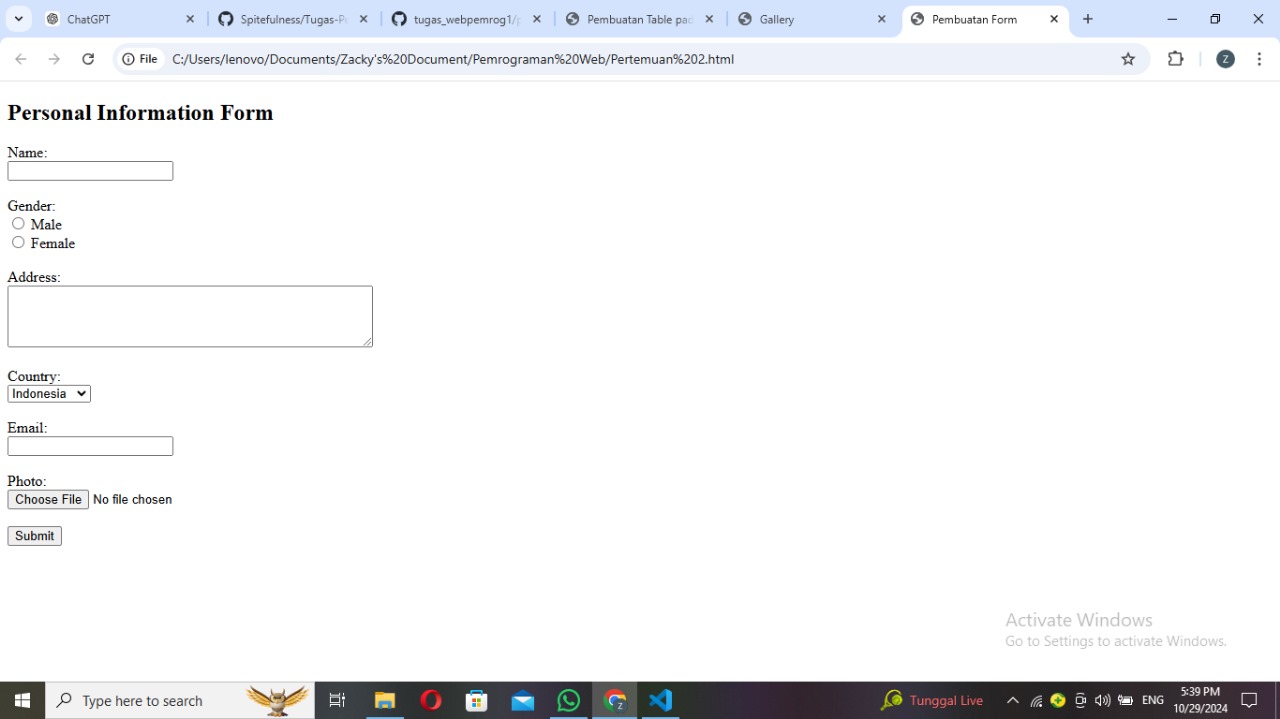 ChatGPT
Spitefulness/Tugas-P
tugas_webpemrog1/p
Pembuatan Table pad
Gallery
Pembuatan Form
File C:/Users/lenovo/Documents/Zacky's%20Document/Pemrograman%20Web/Pertemuan%202.html
Z
Personal Information Form
Name:
Gender:
Male
Female
Address:
Country:
Indonesia
Email:
Photo:
Choose File No file chosen
Submit
Activate Windows
Go to Settings to activate Windows.
Type here to search
Z
Tunggal Live
ENG
5:39 PM
10/29/2024